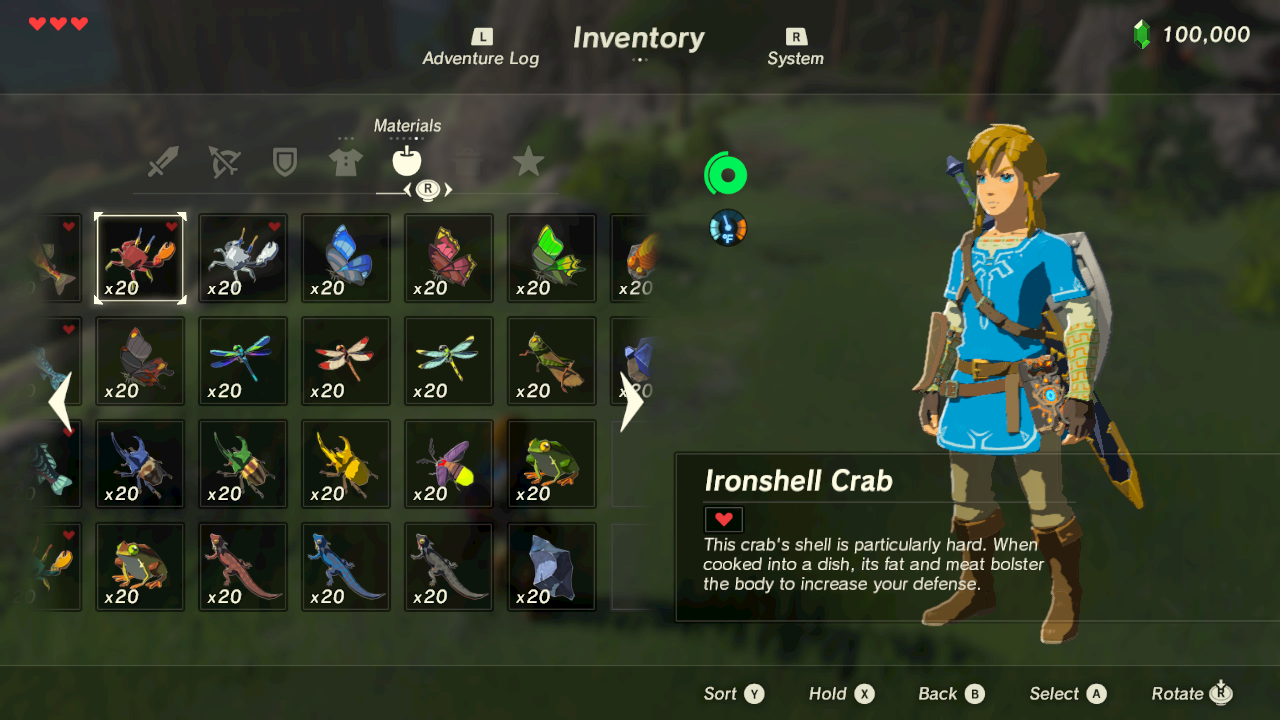 L
Adventure Log
Inventory
R
System
100,000
Materials
R
x20 x20 x20 x20 x20 x20
°F
x20 x20 x20 x20 x20 x20
x20 x20 x20 x20 x20
x20 x20 x20 x20 x20
Ironshell Crab
This crab's shell is particularly hard. When
cooked into a dish, its fat and meat bolster
the body to increase your defense.
Sort Y
Hold X
Back B
Select A
Rotate R